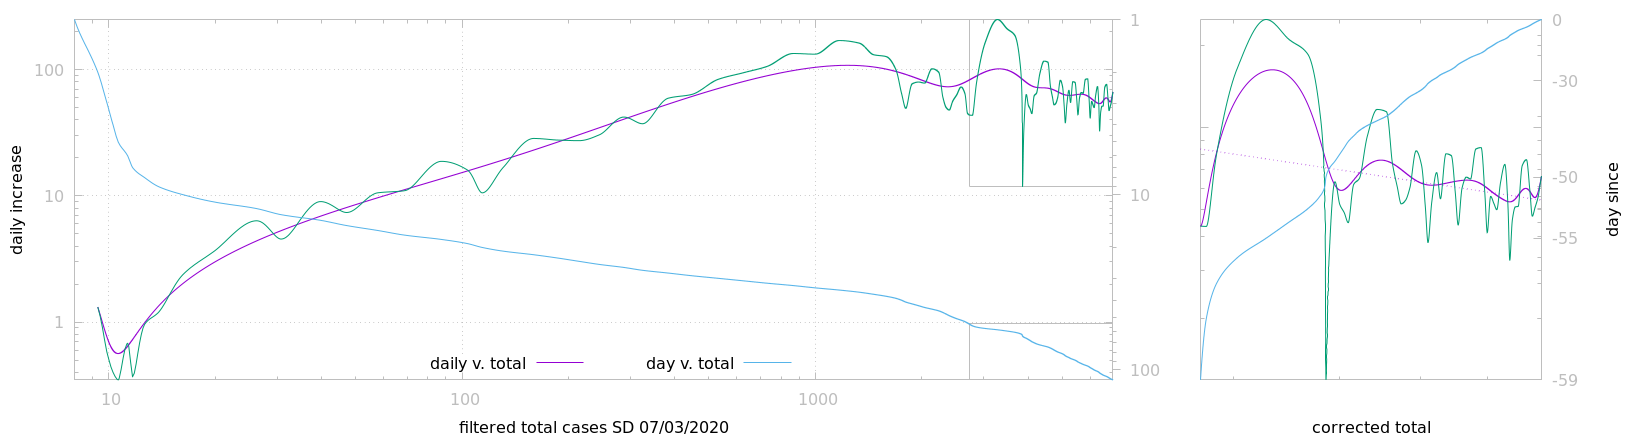 daily increase
100
10
1
10
100
1000
1
10
100
daily v. total
day v. total
filtered total cases SD 07/03/2020
0
-30
-50
-55
-59
day since
corrected total